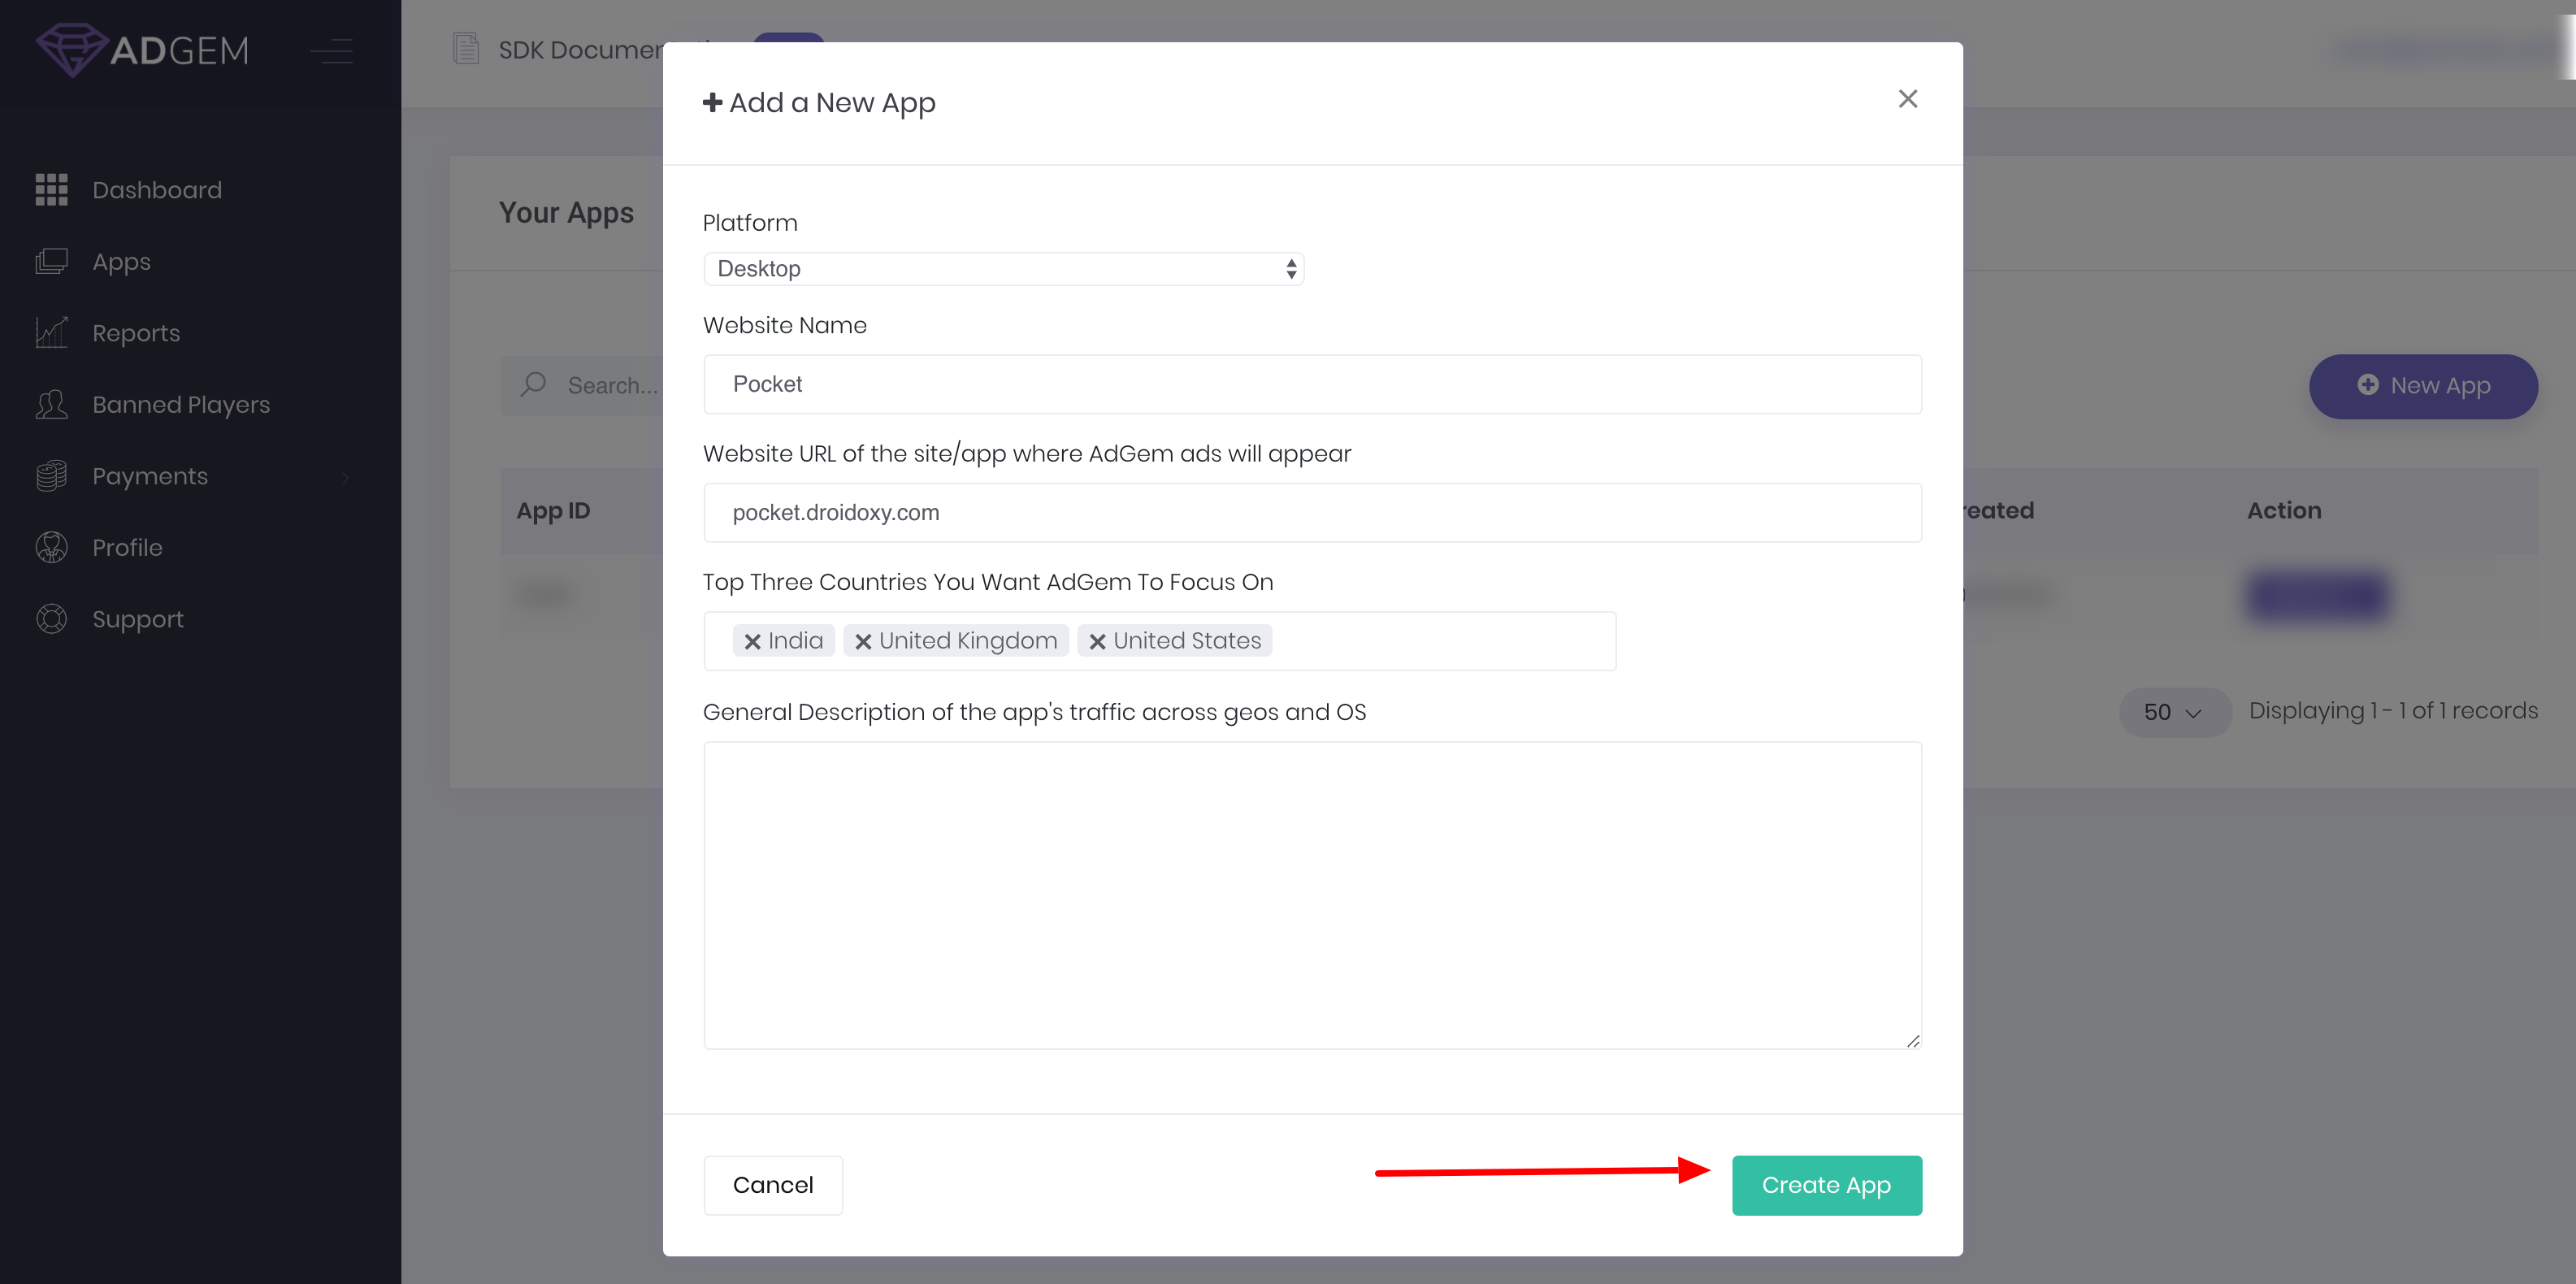 ADGEM
SDK Documen
Dashboard
Apps
Reports
Banned Players
Payments
Profile
Support
Your Apps
Search...
New App
App ID
reated
Action
50
Displaying 1 - 1 of 1 records
Add a New App
Platform
Desktop
Website Name
Pocket
Website URL of the site/app where AdGem ads will appear
pocket.droidoxy.com
Top Three Countries You Want AdGem To Focus On
India United Kingdom United States
General Description of the app's traffic across geos and OS
Cancel
Create App